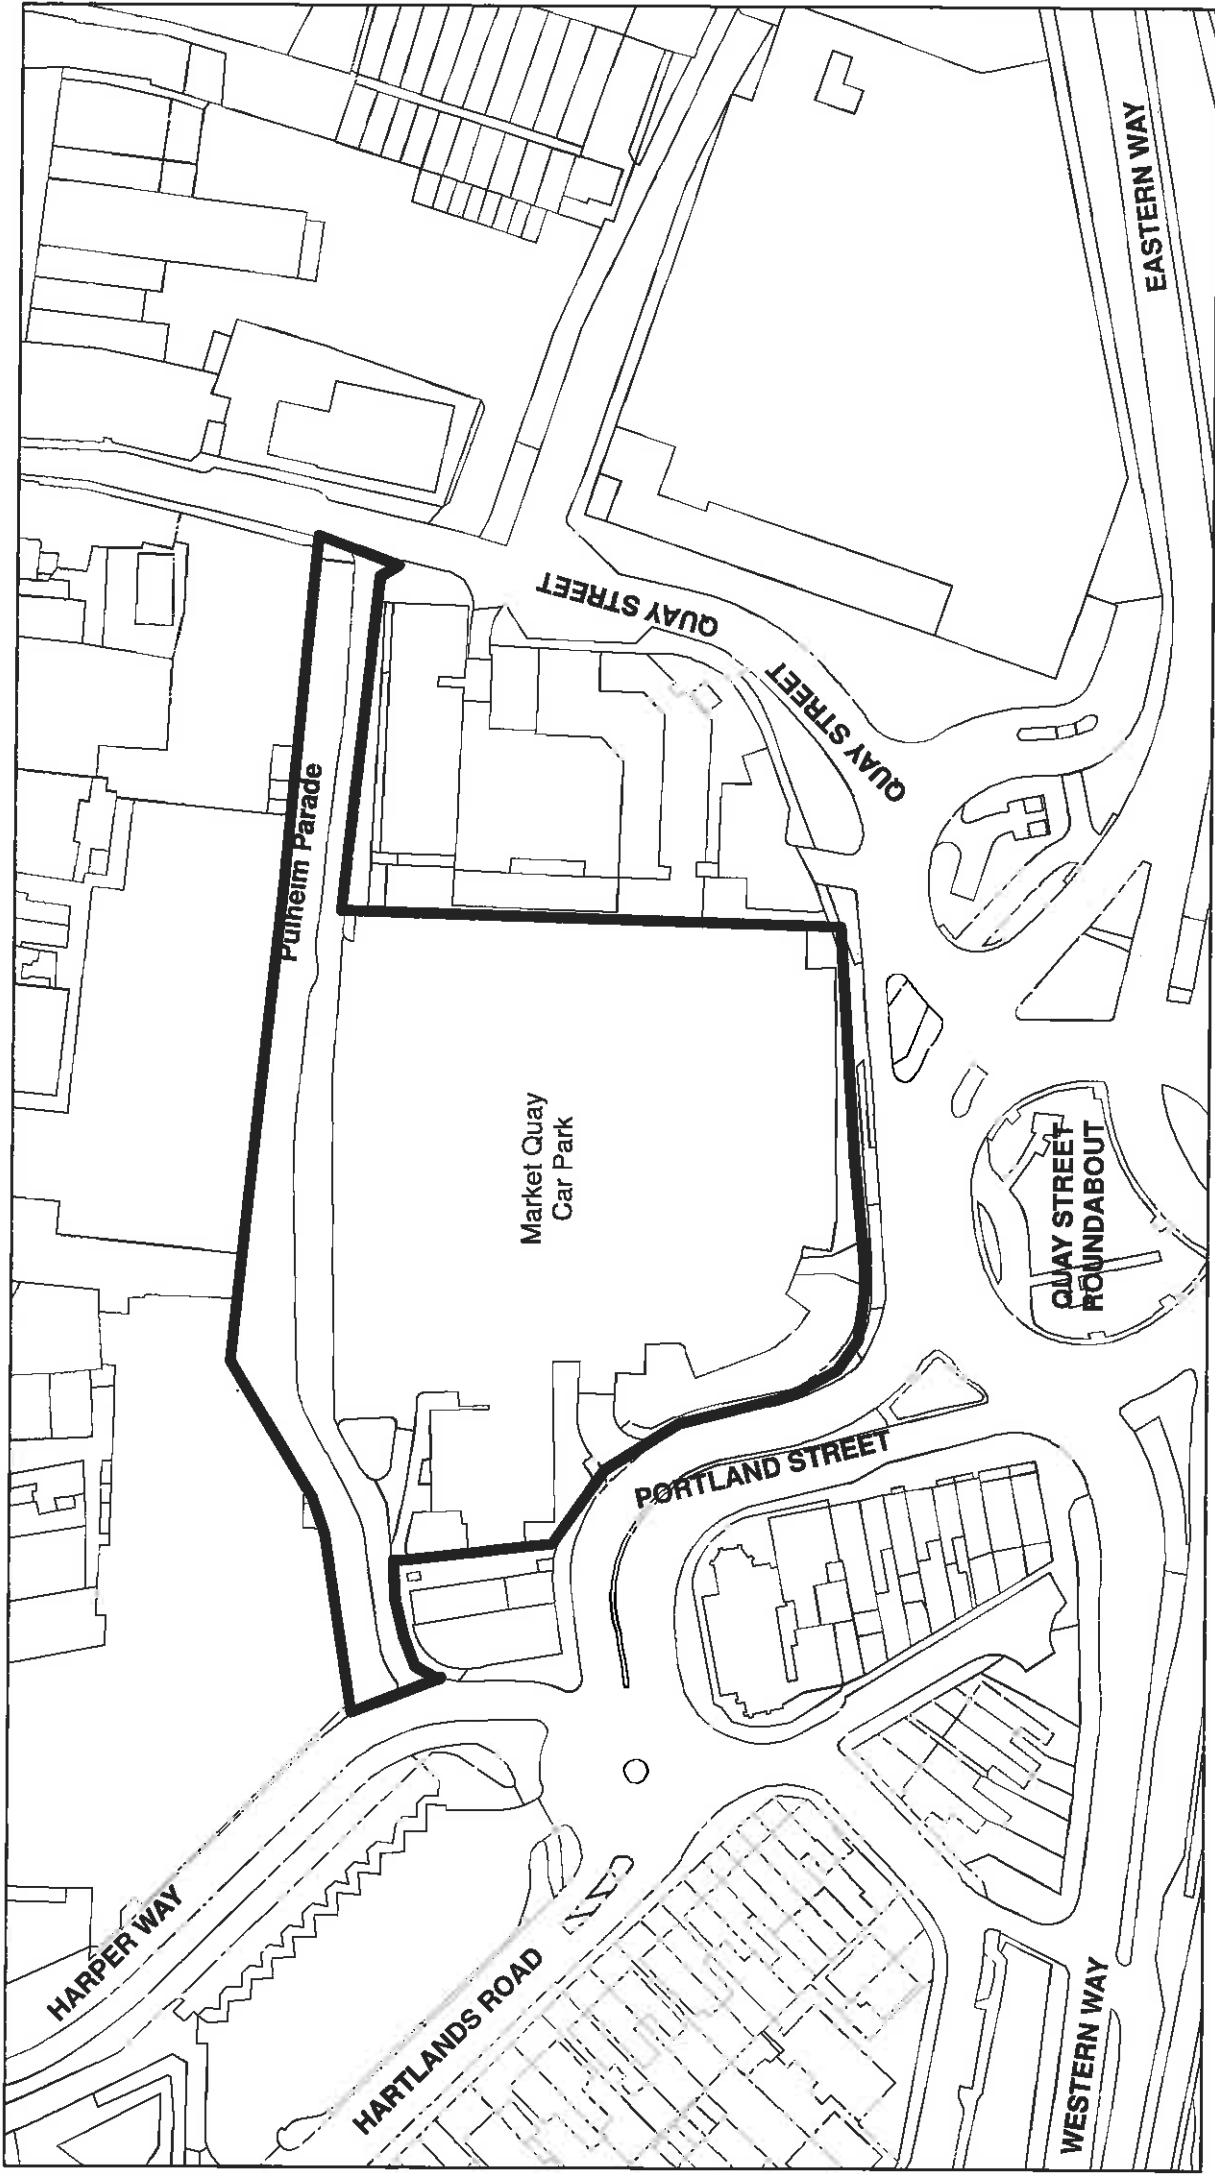 HARPER WAY
HARTLANDS ROAD
WESTERN WAY
PORTLAND STREET
Market Quay
Car Park
QUAY STREET
ROUNDABOUT
Pulheim Parade
QUAY STREET
QUAY STREET
EASTERN WAY